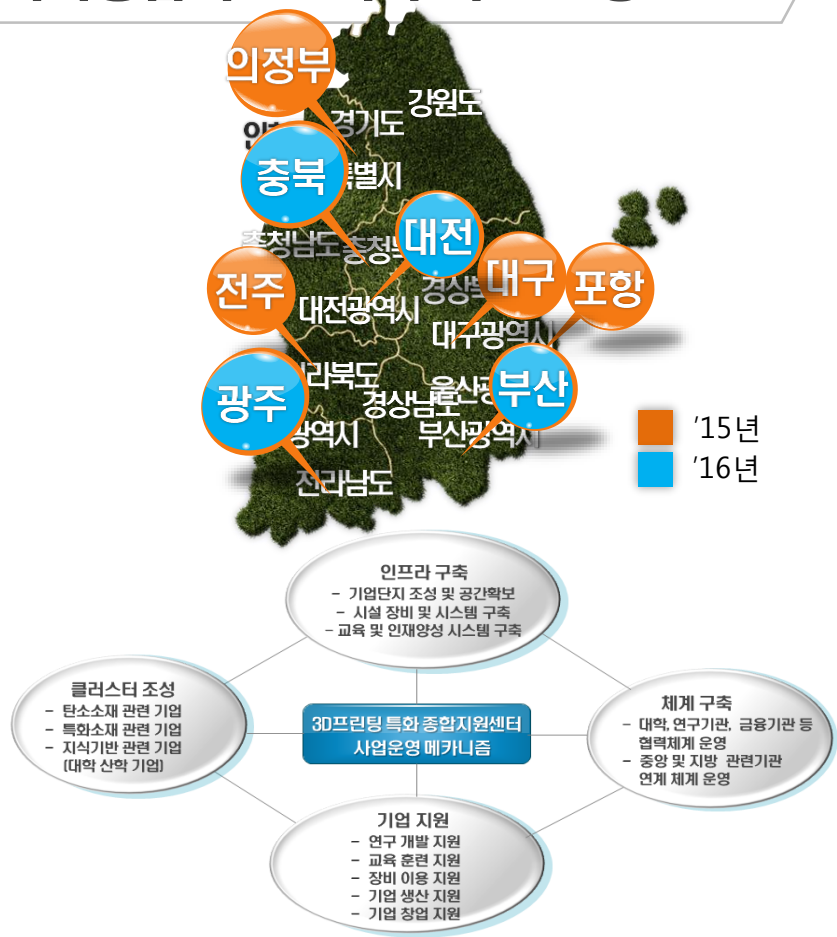 의정부
강원도
경기도
충북
별시
대전
충청남도
대구
포항
전주
대전광역시
대구광역시
라북도
부산
광주
경상남도
광역시
부산광역시
전라남도
'15년
'16년
인프라 구축
- 기업단지 조성 및 공간확보
- 시설 장비 및 시스템 구축
- 교육 및 인재양성 시스템 구축
클러스터 조성
- 탄소소재 관련 기업
- 특화소재 관련 기업
- 지식기반 관련 기업
(대학 산학 기업)
3D프린팅 특화 종합지원센터
사업운영 메카니즘
체계 구축
- 대학, 연구기관, 금융기관 등
협력체계 운영
- 중앙 및 지방 관련기관
연계 체계 운영
기업 지원
- 연구 개발 지원
- 교육 훈련 지원
- 장비 이용 지원
- 기업 생산 지원
- 기업 창업 지원